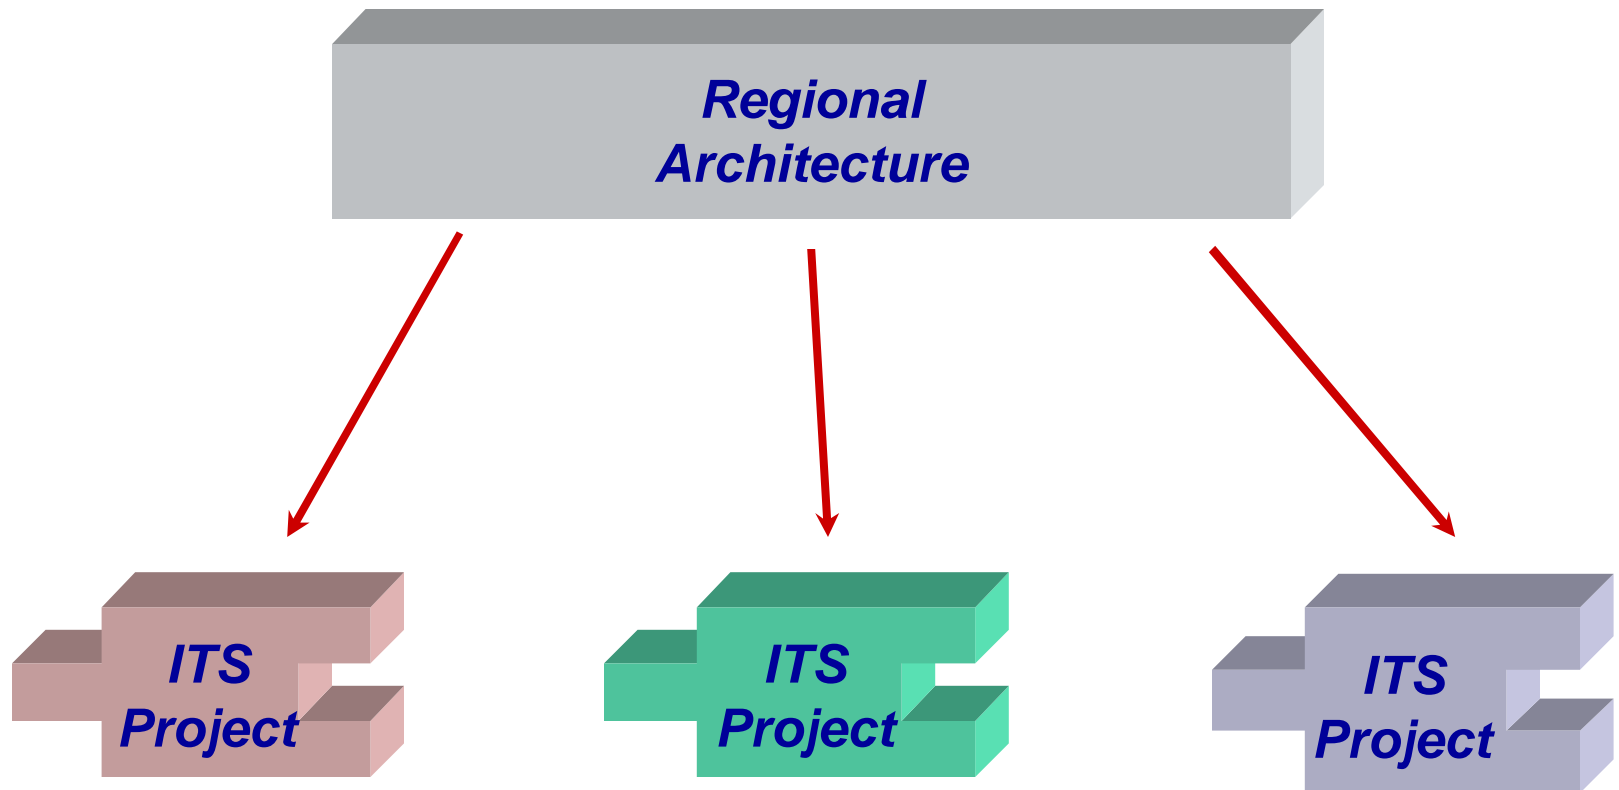 Regional
Architecture
ITS
Project
ITS
Project
ITS
Project